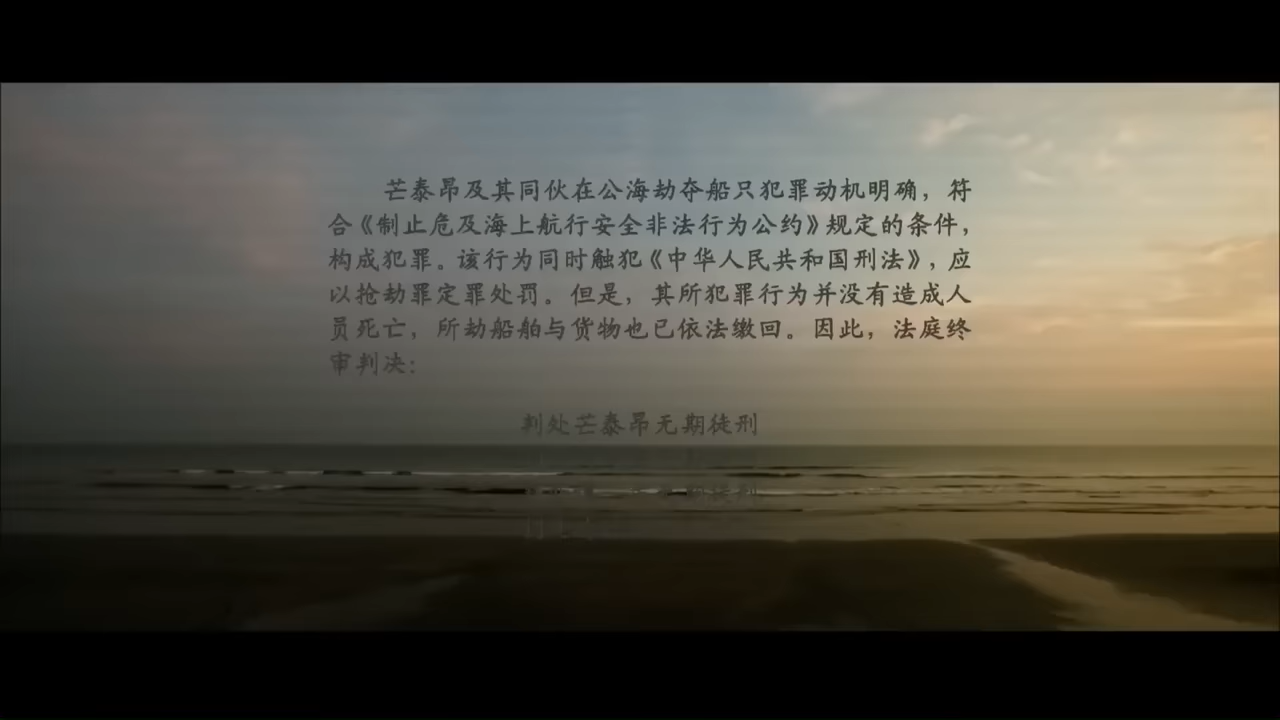 芒泰昂及其同伙在公海劫夺船只犯罪动机明确，符
合《制止危及海上航行安全非法行为公约》规定的条件，
构成犯罪。该行为同时触犯《中华人民共和国刑法》，应
以抢劫罪定罪处罚。但是，其所犯罪行为并没有造成人
员死亡，所劫船舶与货物也已依法缴回。因此，法庭终
审判决：
判处芒泰昂无期徒刑